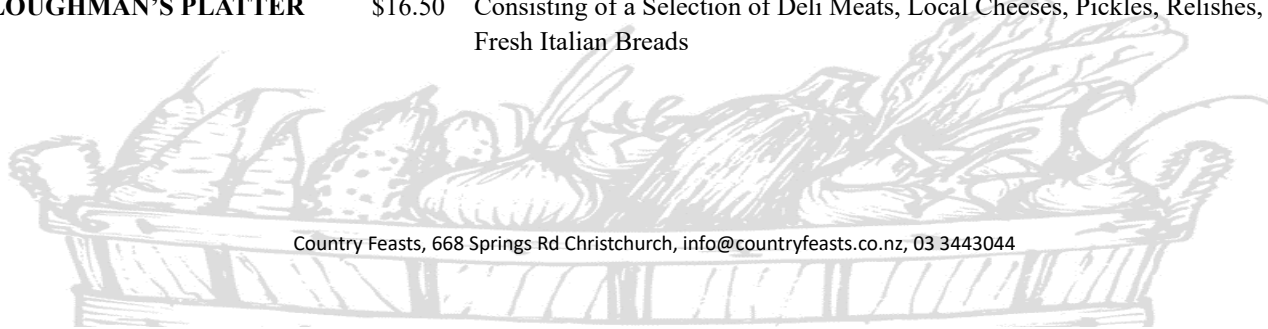 LOUGHMAN’S PLATTER $16.50 Consisting of a Selection of Deli Meats, Local Cheeses, Pickles, Relishes,
Fresh Italian Breads
Country Feasts, 668 Springs Rd Christchurch, info@countryfeasts.co.nz, 03 3443044